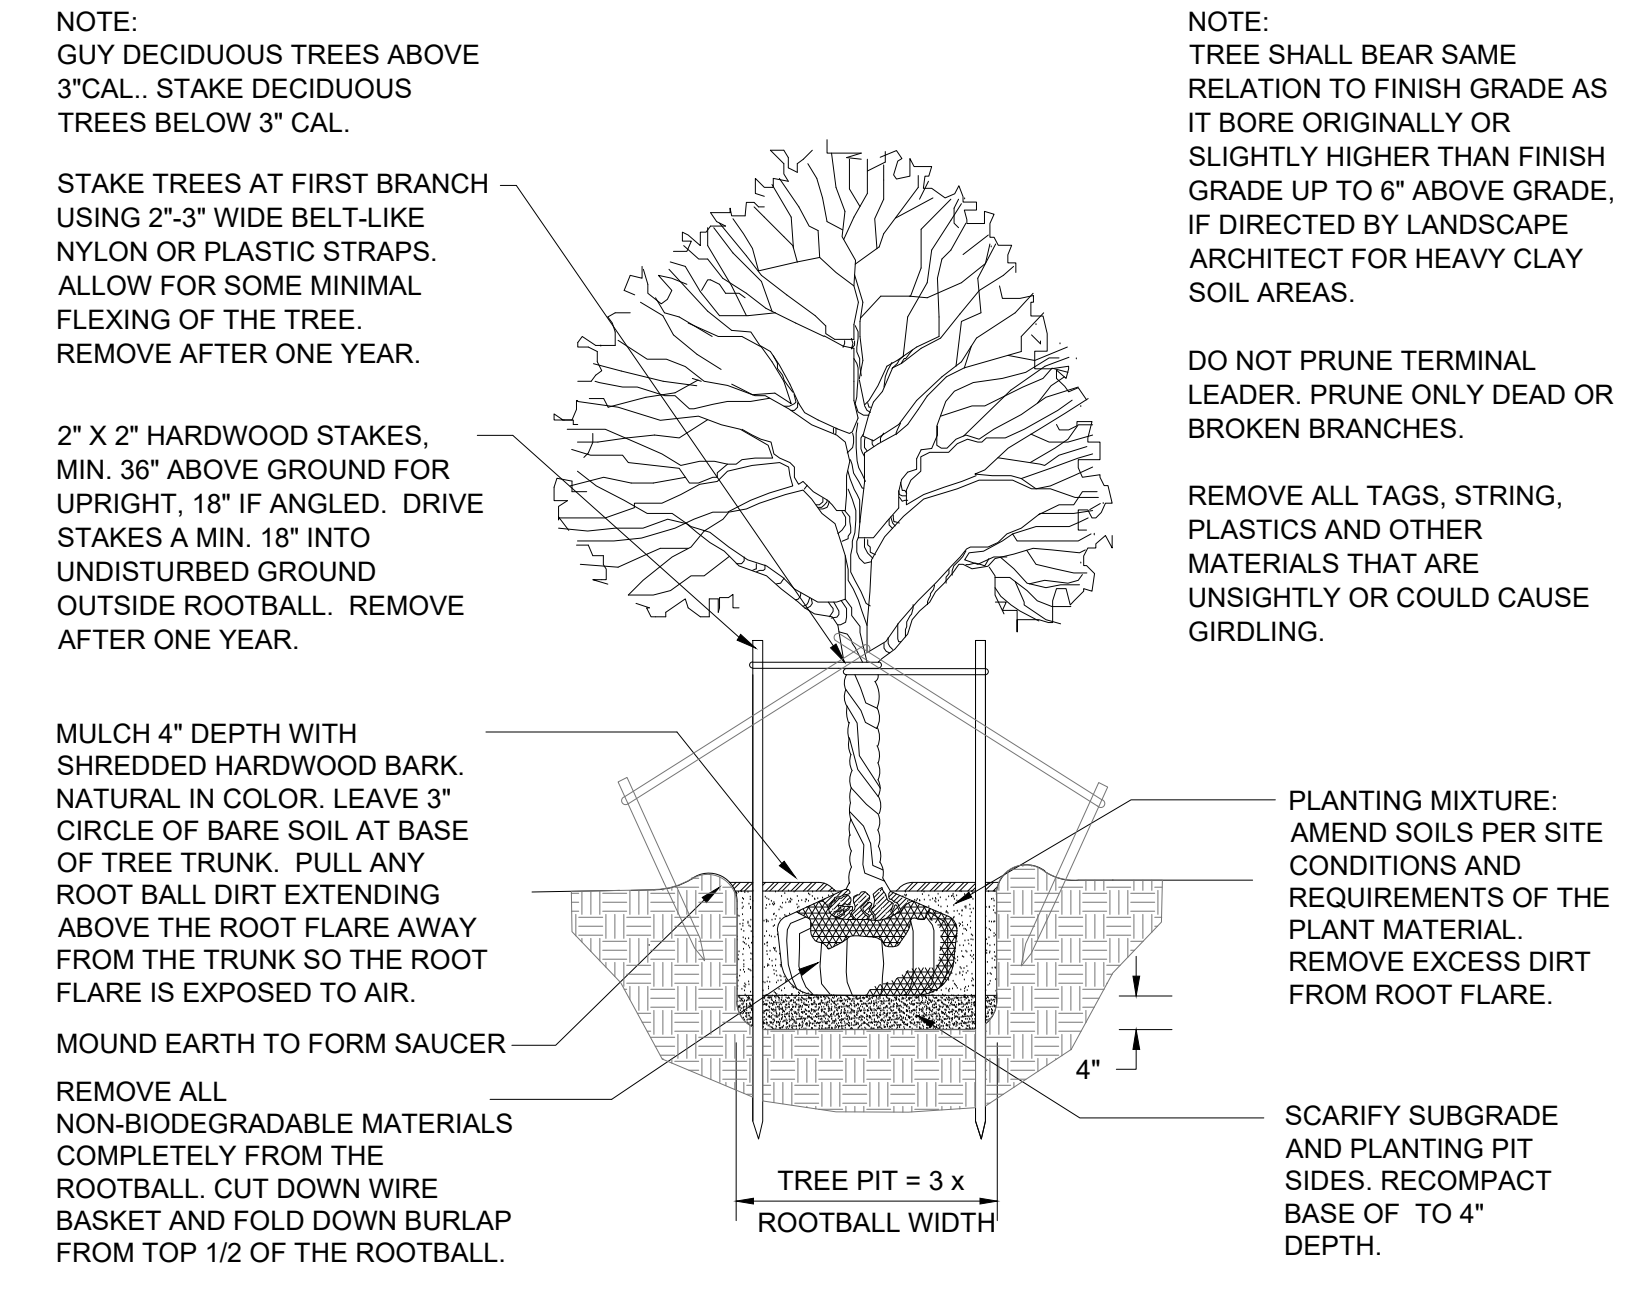 NOTE:
GUY DECIDUOUS TREES ABOVE
3"CAL.. STAKE DECIDUOUS
TREES BELOW 3" CAL.
STAKE TREES AT FIRST BRANCH
USING 2"-3" WIDE BELT-LIKE
NYLON OR PLASTIC STRAPS.
ALLOW FOR SOME MINIMAL
FLEXING OF THE TREE.
REMOVE AFTER ONE YEAR.
2" X 2" HARDWOOD STAKES,
MIN. 36" ABOVE GROUND FOR
UPRIGHT, 18" IF ANGLED.  DRIVE
STAKES A MIN. 18" INTO
UNDISTURBED GROUND
OUTSIDE ROOTBALL.  REMOVE
AFTER ONE YEAR.
MULCH 4" DEPTH WITH
SHREDDED HARDWOOD BARK.
NATURAL IN COLOR. LEAVE 3"
CIRCLE OF BARE SOIL AT BASE
OF TREE TRUNK.  PULL ANY
ROOT BALL DIRT EXTENDING
ABOVE THE ROOT FLARE AWAY
FROM THE TRUNK SO THE ROOT
FLARE IS EXPOSED TO AIR.
MOUND EARTH TO FORM SAUCER
REMOVE ALL
NON-BIODEGRADABLE MATERIALS
COMPLETELY FROM THE
ROOTBALL. CUT DOWN WIRE
BASKET AND FOLD DOWN BURLAP
FROM TOP 1/2 OF THE ROOTBALL.
TREE PIT = 3 x
ROOTBALL WIDTH
NOTE:
TREE SHALL BEAR SAME
RELATION TO FINISH GRADE AS
IT BORE ORIGINALLY OR
SLIGHTLY HIGHER THAN FINISH
GRADE UP TO 6" ABOVE GRADE,
IF DIRECTED BY LANDSCAPE
ARCHITECT FOR HEAVY CLAY
SOIL AREAS.
DO NOT PRUNE TERMINAL
LEADER. PRUNE ONLY DEAD OR
BROKEN BRANCHES.
REMOVE ALL TAGS, STRING,
PLASTICS AND OTHER
MATERIALS THAT ARE
UNSIGHTLY OR COULD CAUSE
GIRDLING.
PLANTING MIXTURE:
AMEND SOILS PER SITE
CONDITIONS AND
REQUIREMENTS OF THE
PLANT MATERIAL.
REMOVE EXCESS DIRT
FROM ROOT FLARE.
4"
SCARIFY SUBGRADE
AND PLANTING PIT
SIDES. RECOMPACT
BASE OF  TO 4"
DEPTH.